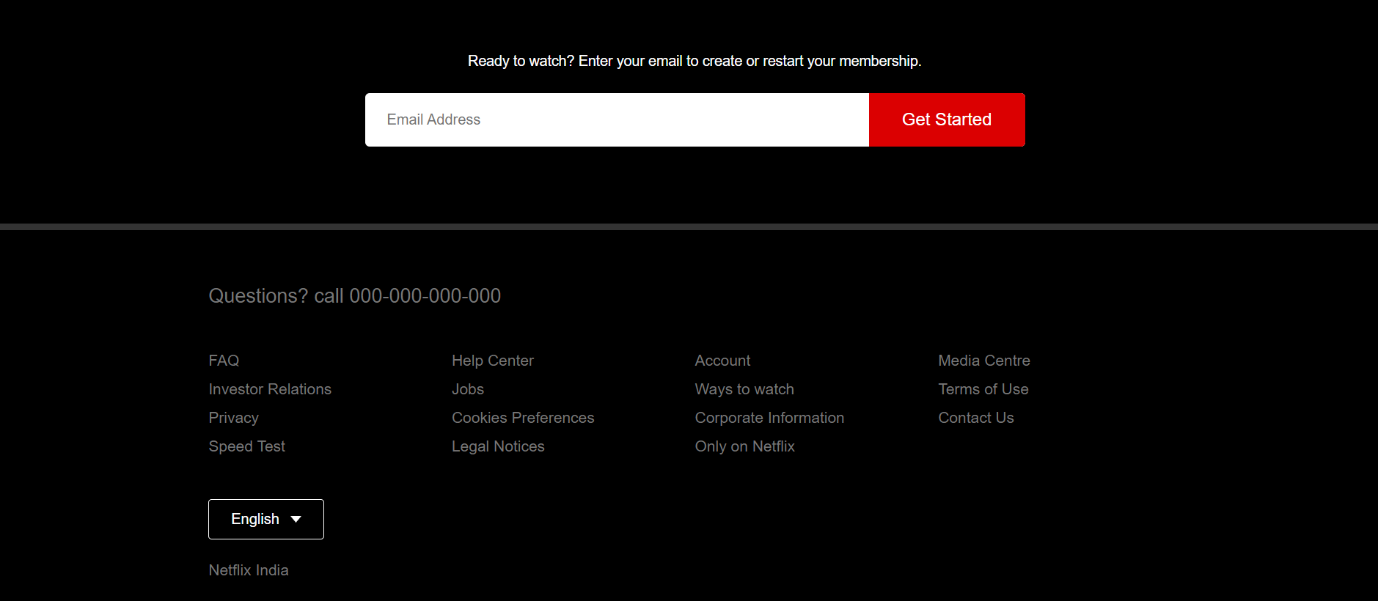 Ready to watch? Enter your email to create or restart your membership.
Email Address
Get Started
Questions? call 000-000-000-000
FAQ
Help Center
Account
Media Centre
Investor Relations
Jobs
Ways to watch
Terms of Use
Privacy
Cookies Preferences
Corporate Information
Contact Us
Speed Test
Legal Notices
Only on Netflix
English
Netflix India